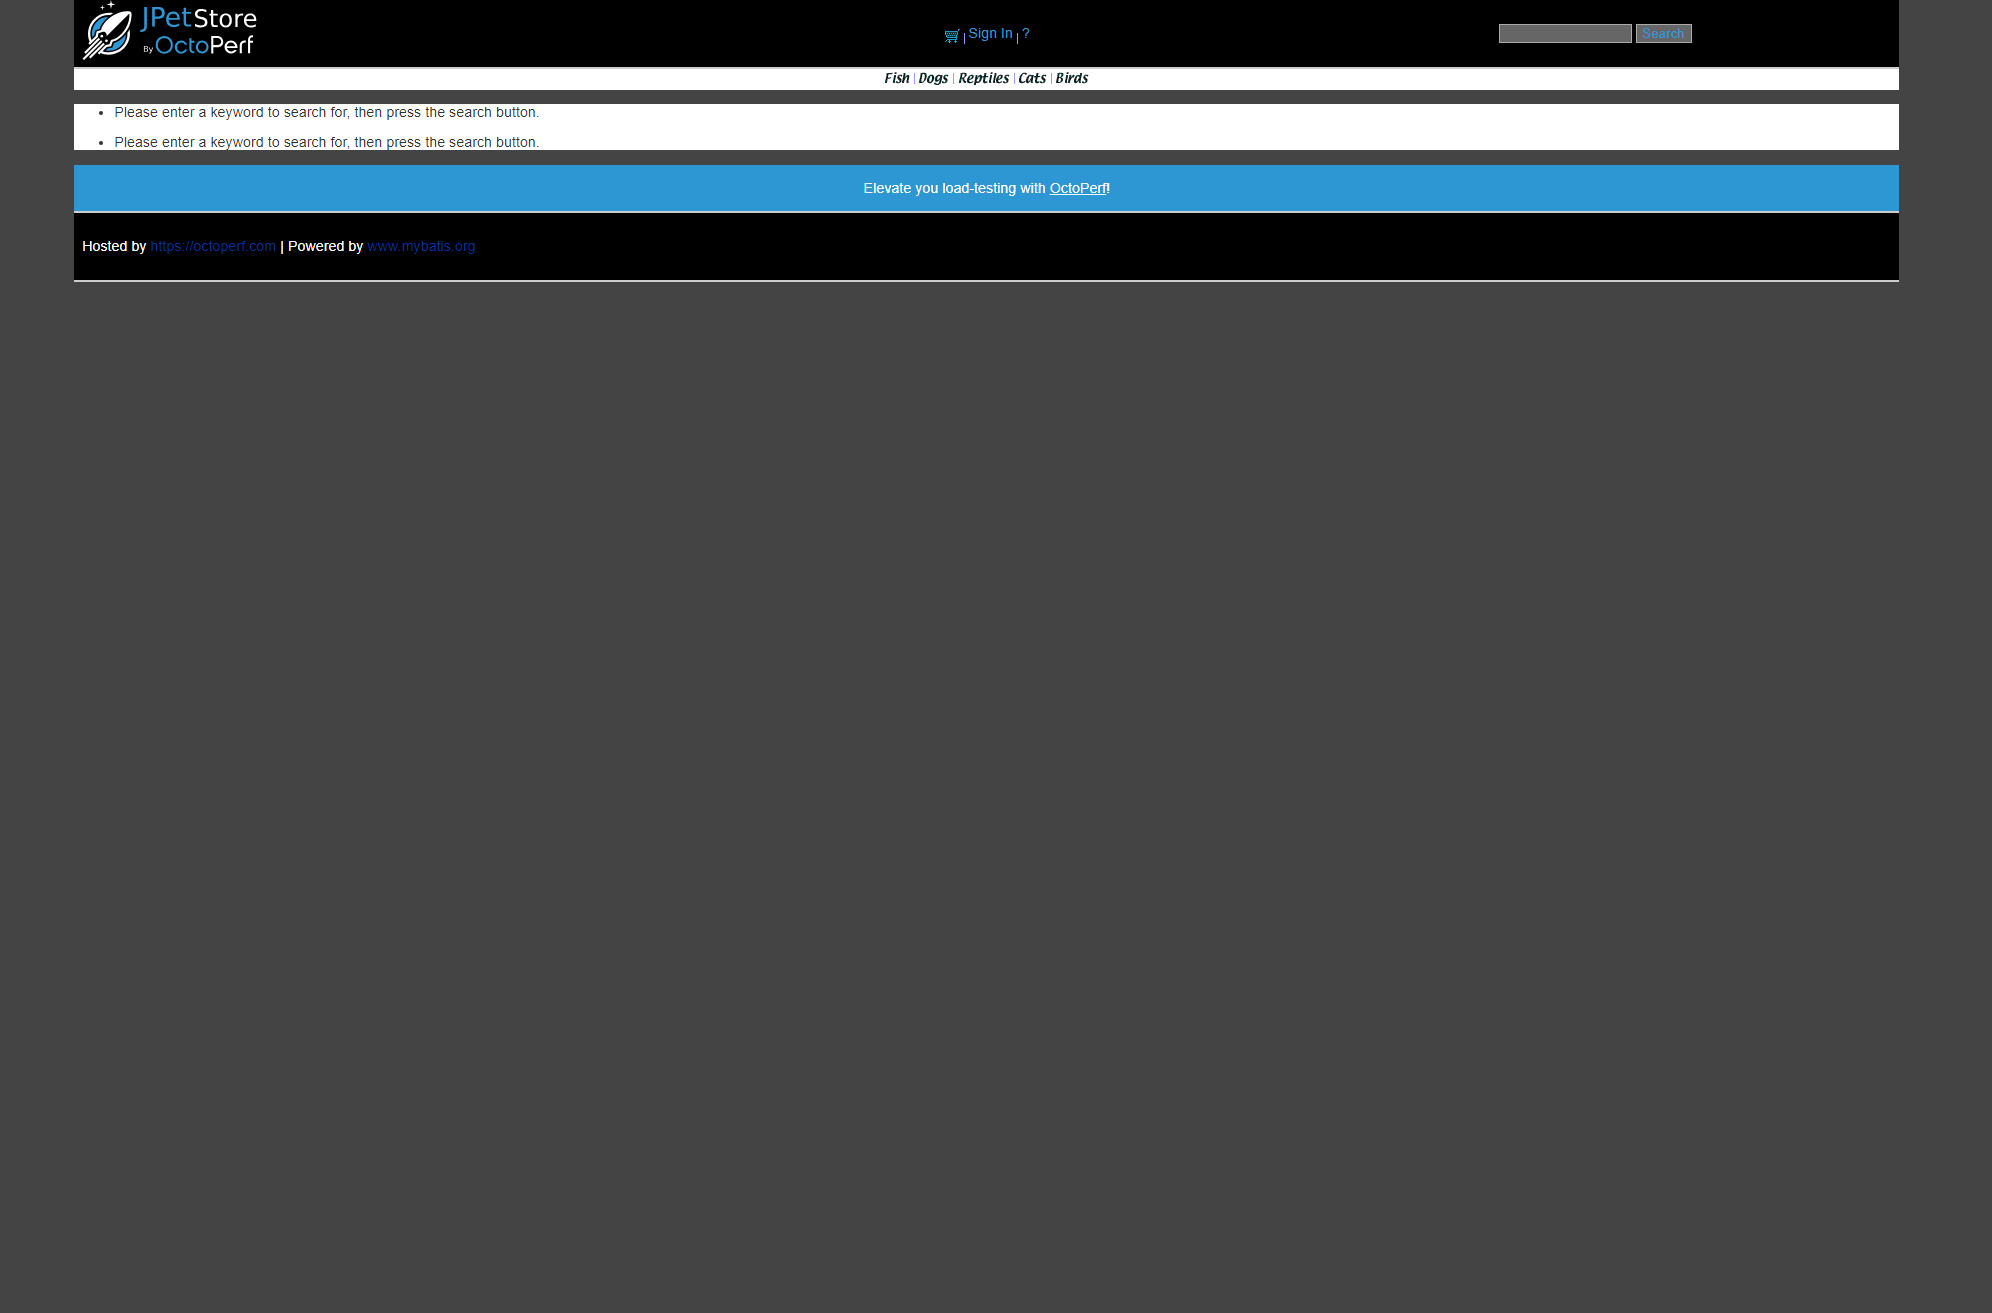 JPetStore
By OctoPerf
| Sign In | ?
Search
Fish | Dogs | Reptiles | Cats | Birds
• Please enter a keyword to search for, then press the search button.
• Please enter a keyword to search for, then press the search button.
Elevate you load-testing with OctoPerf!
Hosted by https://octoperf.com | Powered by www.mybatis.org